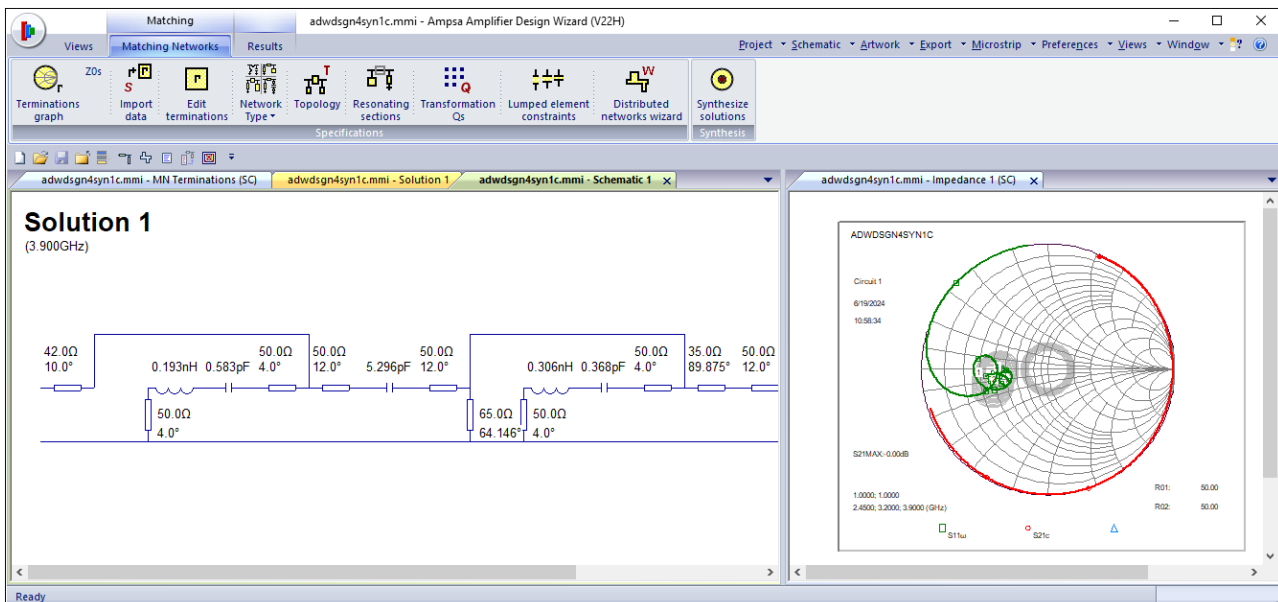 Matching
adwdsgn4syn1c.mmi - Ampsa Amplifier Design Wizard (V22H)
Views Matching Networks Results
Project Schematic Artwork Export Microstrip Preferences Views Window ?
Z0s r r S r T Q W
Terminations graph
Import data
Edit terminations
Network Type
Topology
Resonating sections
Transformation Qs
Lumped element constraints
Distributed networks wizard
Synthesize solutions
Specifications Synthesis
adwdsgn4syn1c.mmi - MN Terminations (SC) adwdsgn4syn1c.mmi - Solution 1 adwdsgn4syn1c.mmi - Schematic 1 x
adwdsgn4syn1c.mmi - Impedance 1 (SC) x
Solution 1
(3.900GHz)
42.0Ω 50.0Ω 50.0Ω 50.0Ω 50.0Ω 35.0Ω 50.0Ω
10.0° 0.193nH 0.583pF 4.0° 12.0° 5.296pF 12.0° 0.306nH 0.368pF 4.0° 89.875° 12.0°
50.0Ω 65.0Ω 50.0Ω
4.0° 64.146° 4.0°
ADWDSGN4SYN1C
Circuit 1
6/19/2024
10:58:34
S21MAX:-0.00dB
1.0000; 1.0000
2.4500; 3.2000; 3.9000 (GHz)
R01: 50.00
R02: 50.00
S11ω S21c
Ready